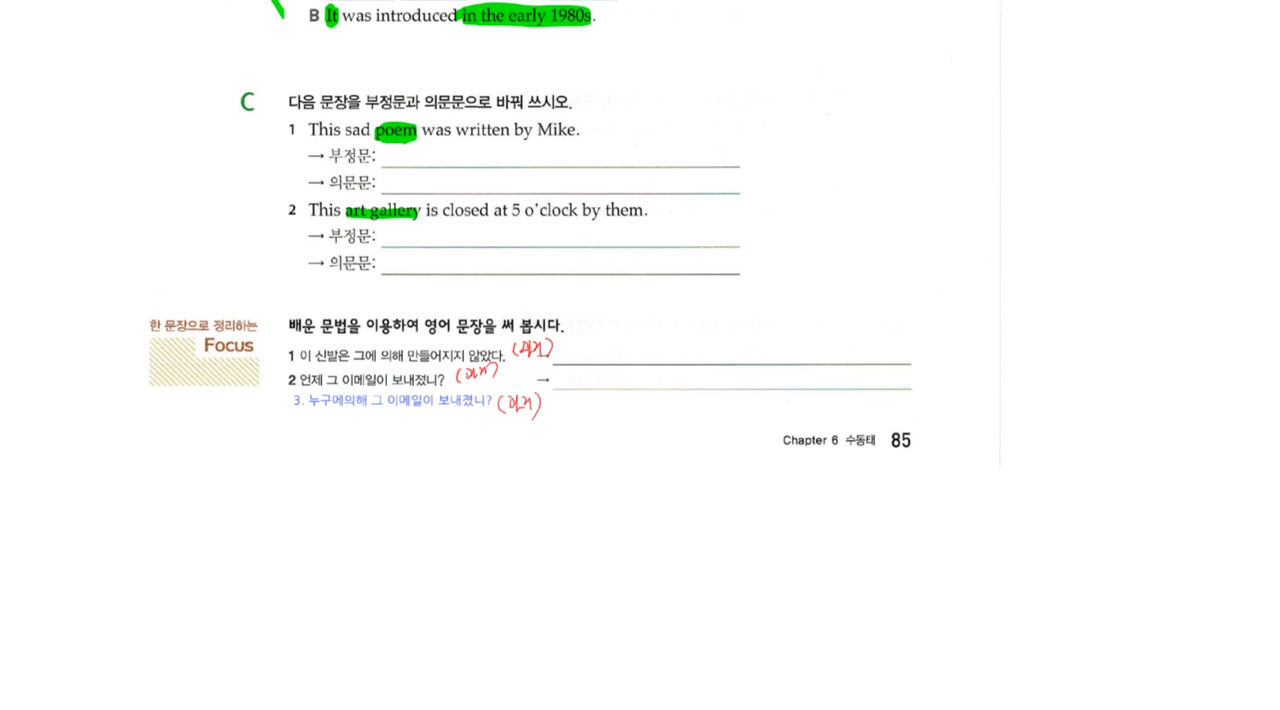 B It was introduced in the early 1980s.
C 다음 문장을 부정문과 의문문으로 바꿔 쓰시오.
1 This sad poem was written by Mike.
→ 부정문:
→ 의문문:
2 This art gallery is closed at 5 o'clock by them.
→ 부정문:
→ 의문문:
한 문장으로 정리하는
Focus
배운 문법을 이용하여 영어 문장을 써 봅시다.
1 이 신발은 그에 의해 만들어지지 않았다. (과거) →
2 언제 그 이메일이 보내졌니? (과거) →
3. 누구에의해 그 이메일이 보내졌니? (과거)
Chapter 6 수동태 85